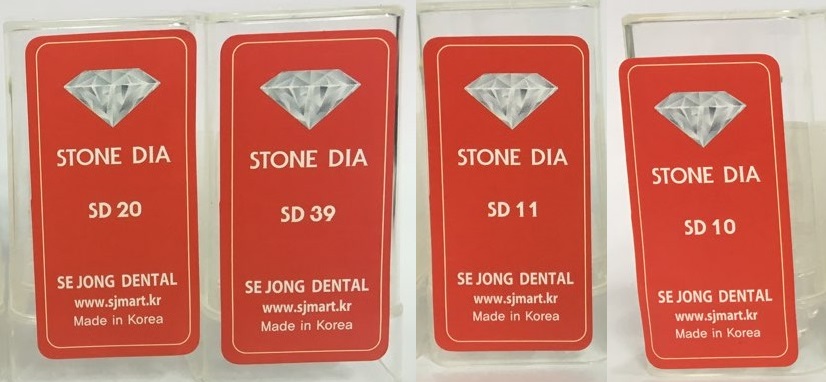 STONE DIA
SD 20
SE JONG DENTAL
www.sjmart.kr
Made in Korea
STONE DIA
SD 39
SE JONG DENTAL
www.sjmart.kr
Made in Korea
STONE DIA
SD 11
SE JONG DENTAL
www.sjmart.kr
Made in Korea
STONE DIA
SD 10
SE JONG DENTAL
www.sjmart.kr
Made in Korea